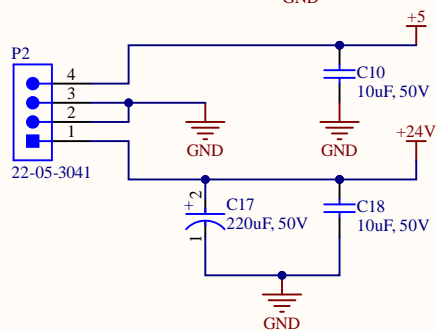 GND
+5
P2
4
3
2
1
22-05-3041
C10
10uF, 50V
GND
GND
+24V
+
2
1
C17
220uF, 50V
C18
10uF, 50V
GND